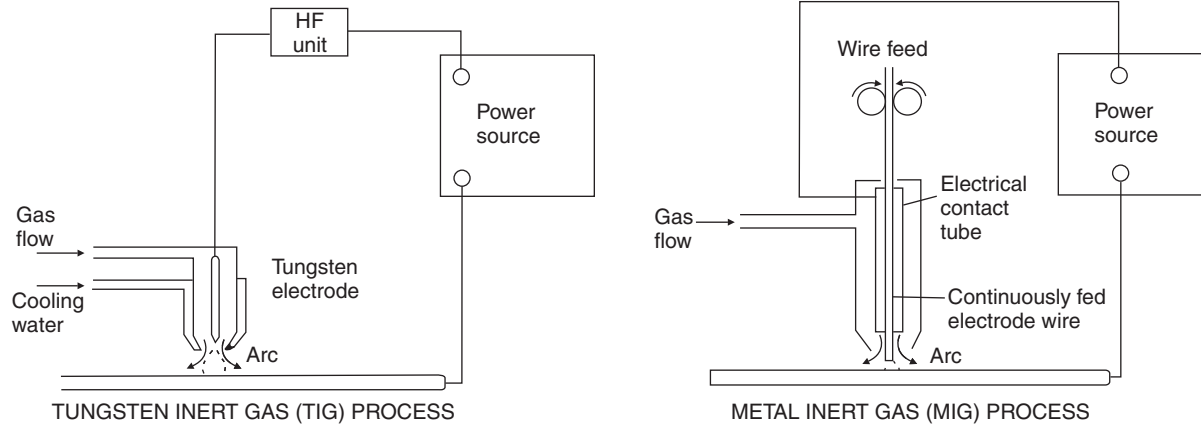 HF
unit
Power
source
Gas
flow
Cooling
water
Tungsten
electrode
Arc
TUNGSTEN INERT GAS (TIG) PROCESS
Wire feed
Power
source
Gas
flow
Electrical
contact
tube
Continuously fed
electrode wire
Arc
METAL INERT GAS (MIG) PROCESS